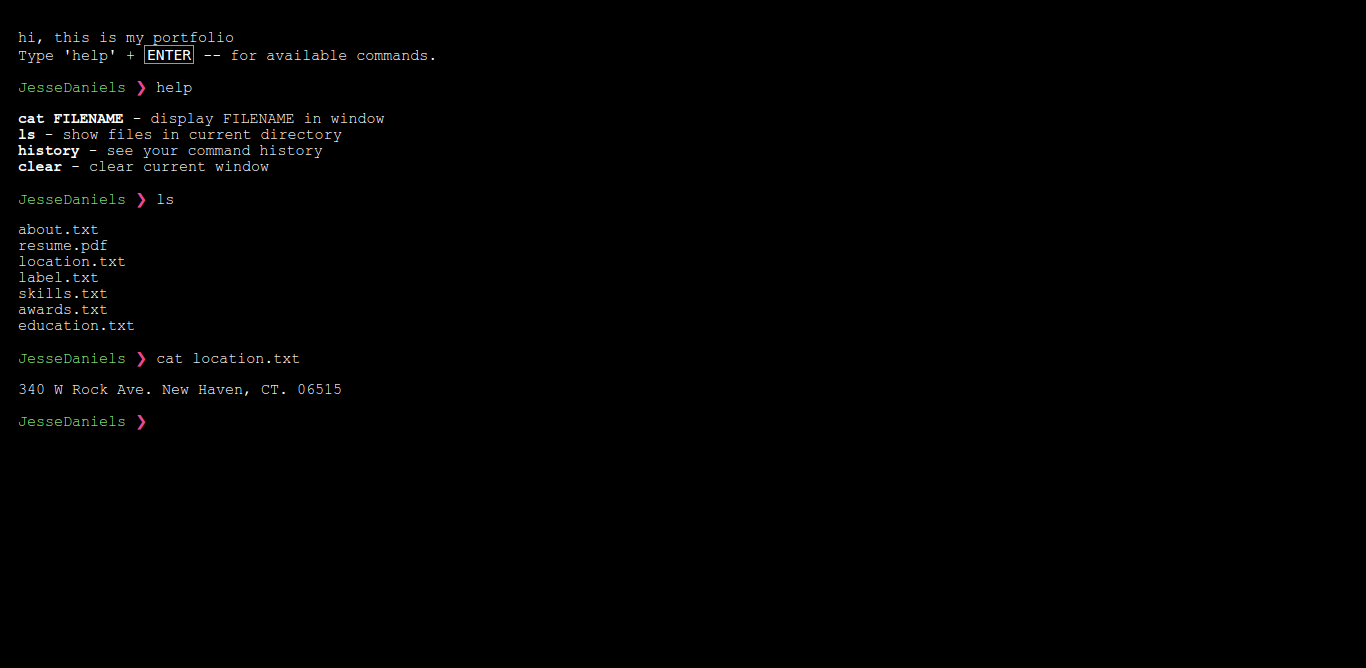 hi, this is my portfolio
Type 'help' + ENTER -- for available commands.
JesseDaniels ❯ help
cat FILENAME - display FILENAME in window
ls - show files in current directory
history - see your command history
clear - clear current window
JesseDaniels ❯ ls
about.txt
resume.pdf
location.txt
label.txt
skills.txt
awards.txt
education.txt
JesseDaniels ❯ cat location.txt
340 W Rock Ave. New Haven, CT. 06515
JesseDaniels ❯